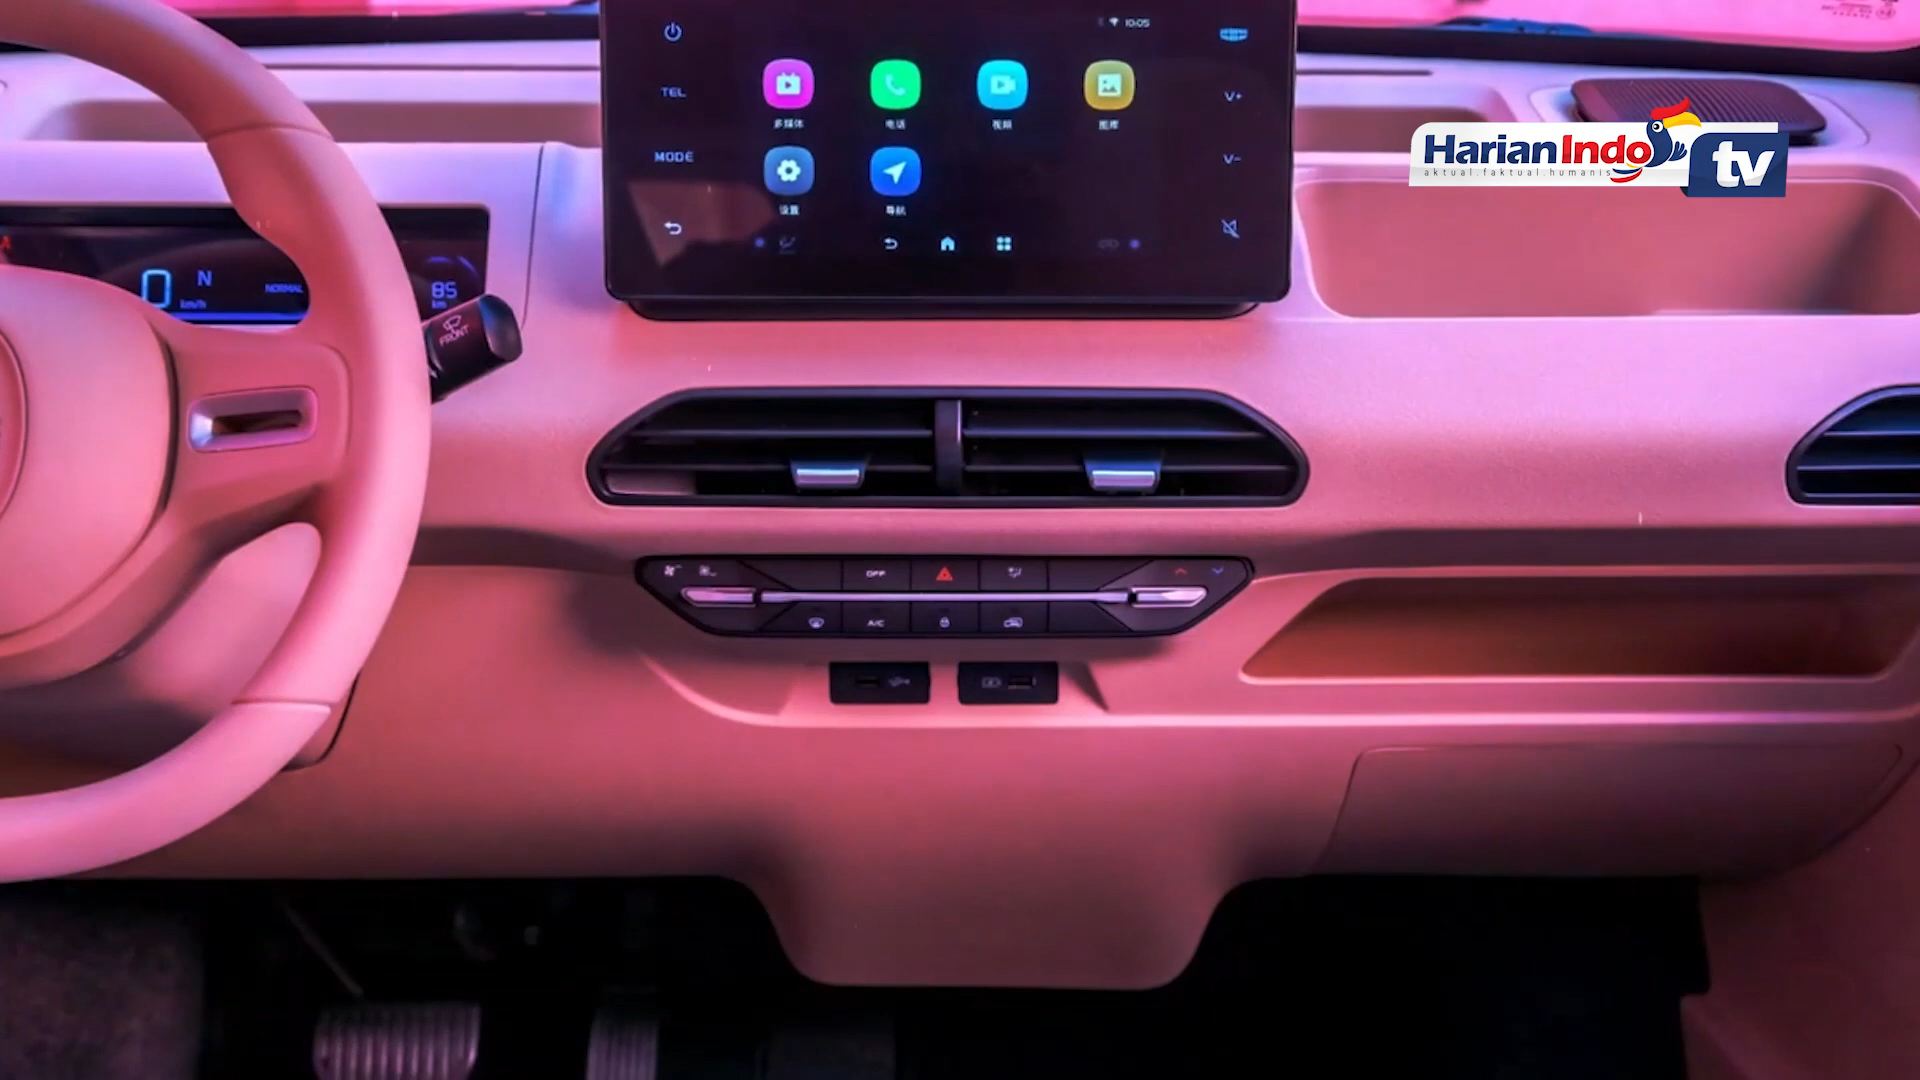 10:05
TEL
MODE
V+
V-
多媒体
电话
视频
图库
设置
导航
HarianIndo tv
aktual.faktual.humanis
0
km/h
N
NORMAL
85
km
FRONT
OFF
A/C